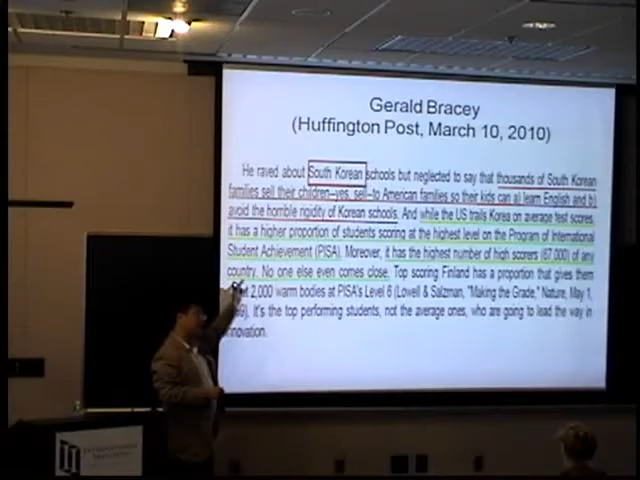 Gerald Bracey
(Huffington Post, March 10, 2010)
He raved about South Korean schools but neglected to say that thousands of South Korean
families sell their children--yes, sell--to American families so their kids can a) learn English and b)
avoid the horrible rigidity of Korean schools. And while the US trails Korea on average test scores,
it has a higher proportion of students scoring at the highest level on the Program of International
Student Achievement (PISA). Moreover, it has the highest number of high scorers (67,000) of any
country. No one else even comes close. Top scoring Finland has a proportion that gives them
2,000 warm bodies at PISA's Level 6 (Lowell & Salzman, "Making the Grade," Nature, May 1,
It's the top performing students, not the average ones, who are going to lead the way in
innovation.